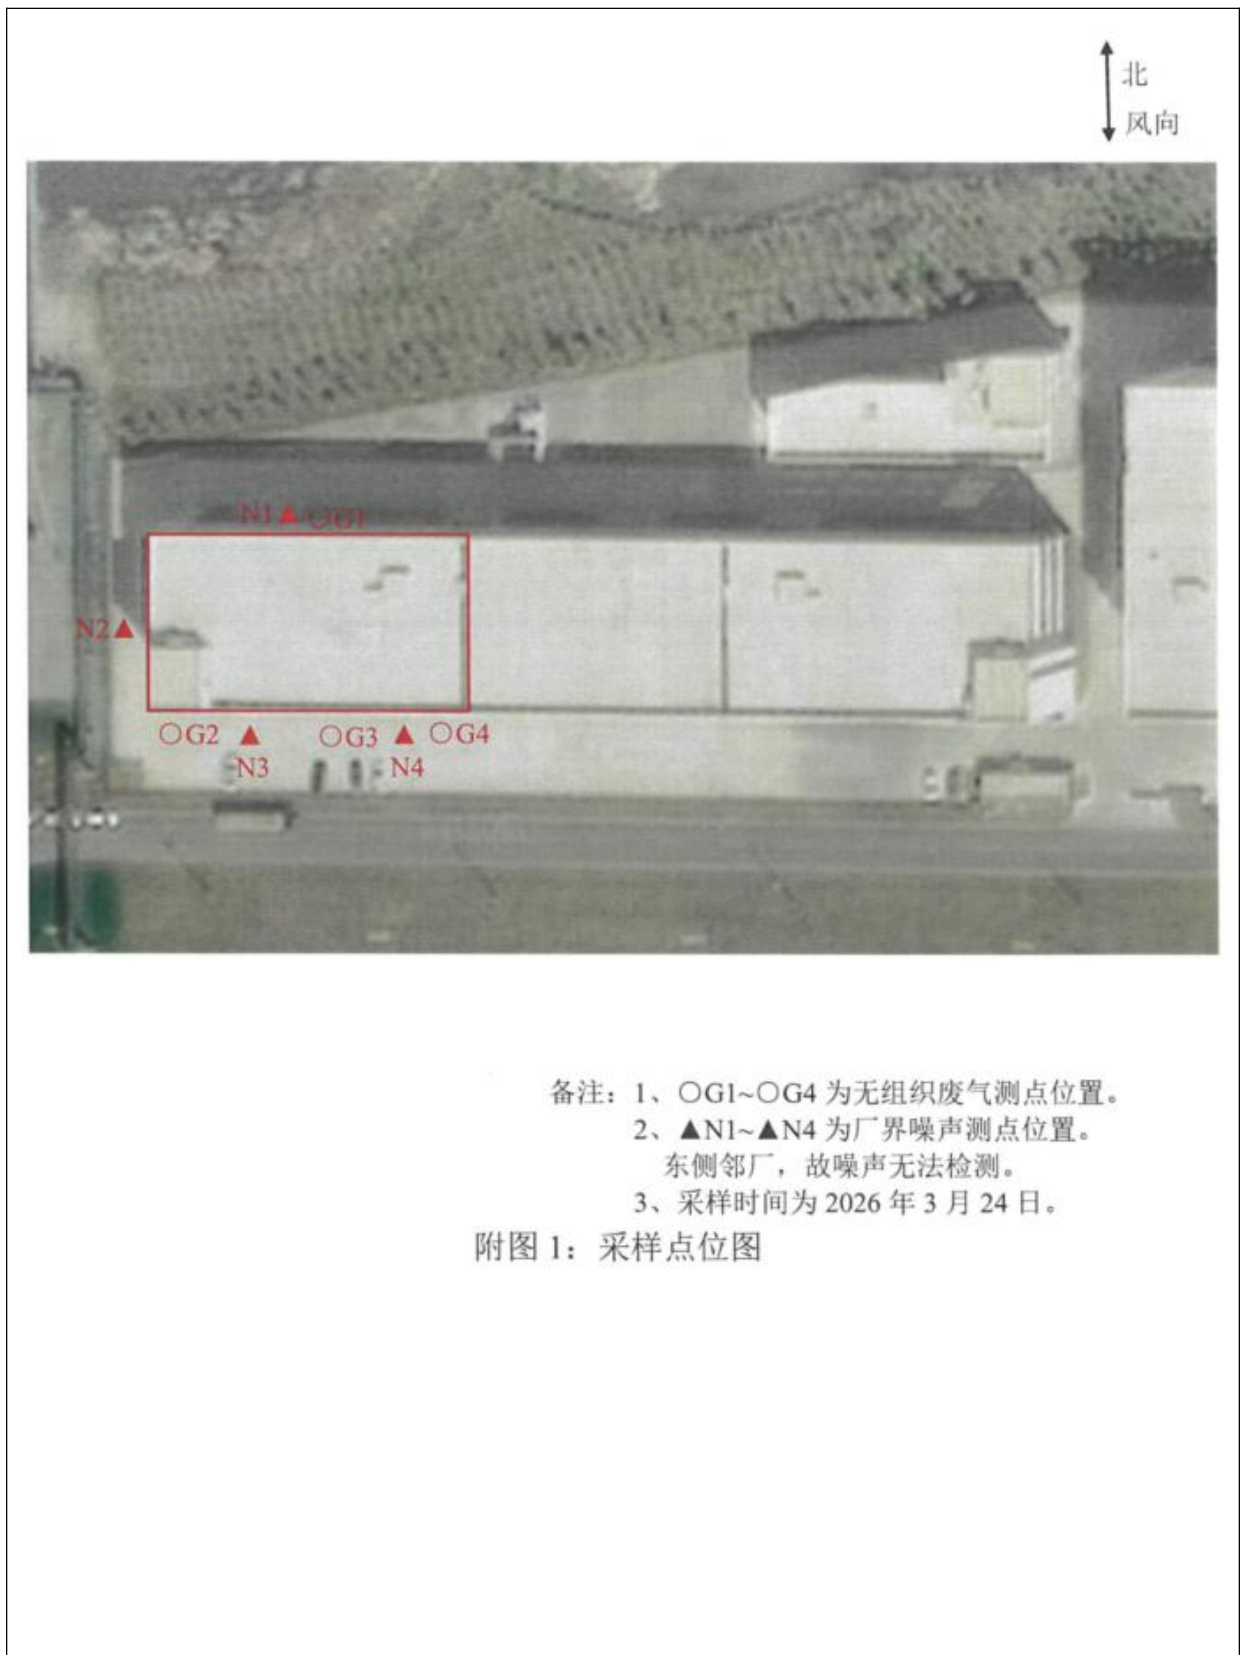 北
风向
N1▲ ○G1
N2▲
○G2 ▲ ○G3 ▲ ○G4
N3 N4
备注：1、○G1~○G4 为无组织废气测点位置。
2、▲N1~▲N4 为厂界噪声测点位置。
东侧邻厂，故噪声无法检测。
3、采样时间为 2026 年 3 月 24 日。
附图 1：采样点位图